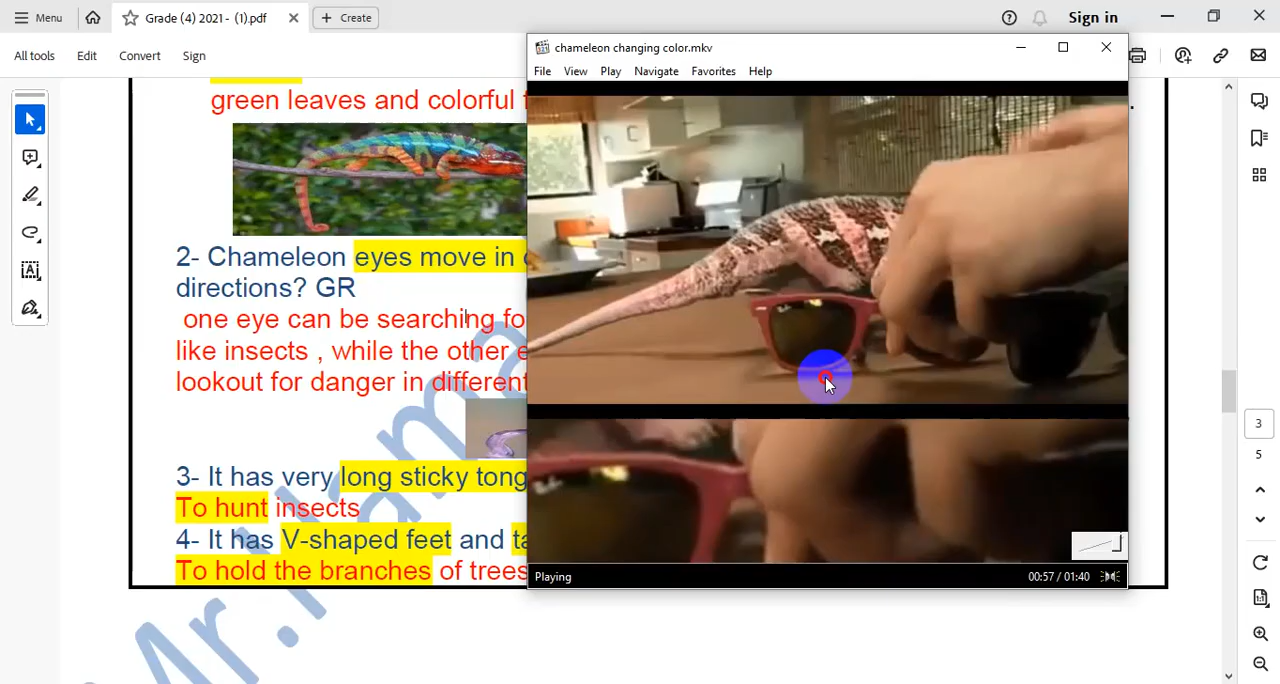 Menu
Grade (4) 2021 - (1).pdf
Create
Sign in
All tools
Edit
Convert
Sign
green leaves and colorful
2- Chameleon eyes move in
directions? GR
one eye can be searching fo
like insects , while the other e
lookout for danger in different
3- It has very long sticky tong
To hunt insects
4- It has V-shaped feet and ta
To hold the branches of trees
chameleon changing color.mkv
File
View
Play
Navigate
Favorites
Help
Playing
00:57 / 01:40
3
5